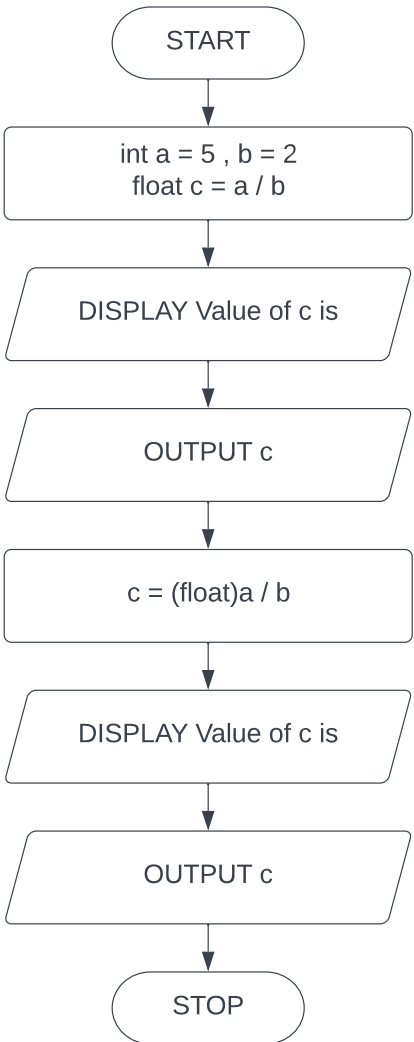 START
int a = 5 , b = 2
float c = a / b
DISPLAY Value of c is
OUTPUT c
c = (float)a / b
DISPLAY Value of c is
OUTPUT c
STOP